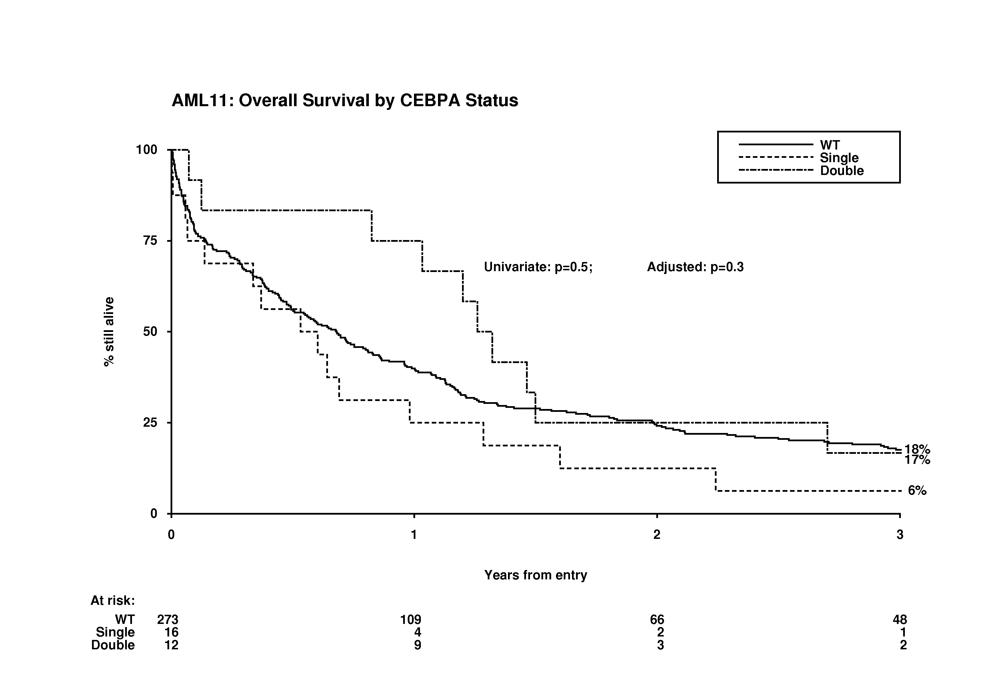 AML11: Overall Survival by CEBPA Status
WT
Single
Double
100
75
50
25
0
% still alive
Univariate: p=0.5; Adjusted: p=0.3
18%
17%
6%
0 1 2 3
Years from entry
At risk:
WT 273 109 66 48
Single 16 4 2 1
Double 12 9 3 2